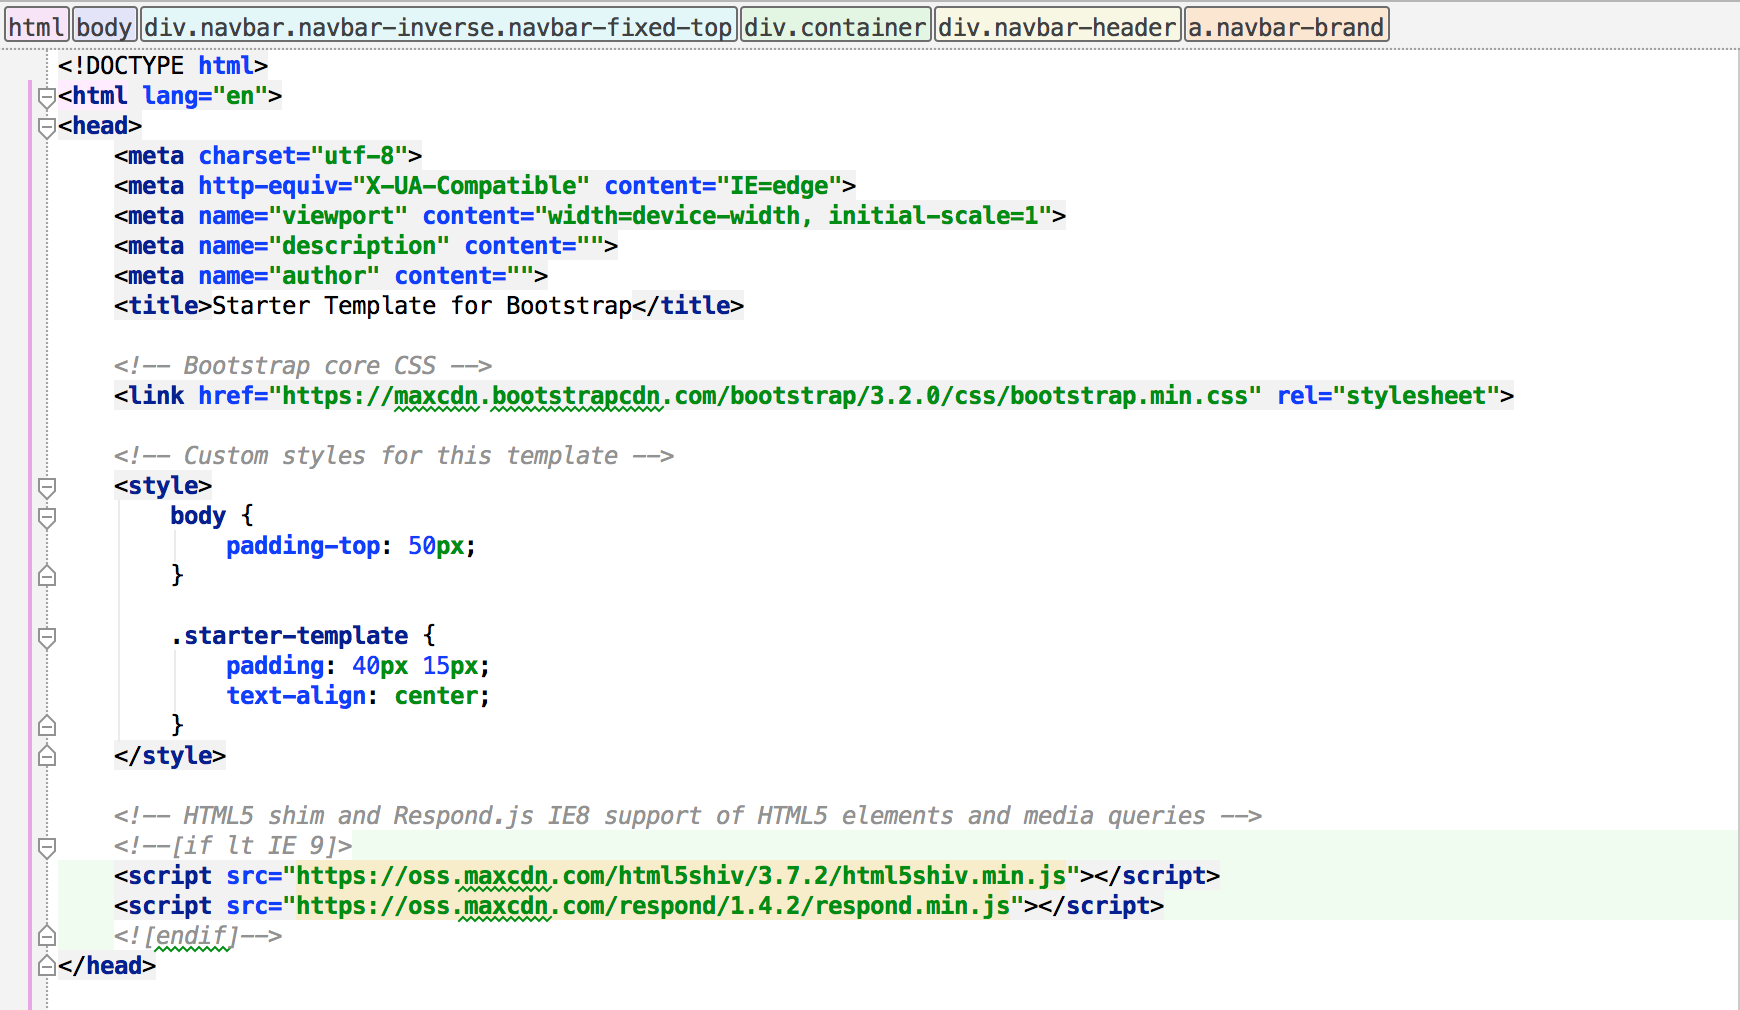 html body div.navbar.navbar-inverse.navbar-fixed-top div.container div.navbar-header a.navbar-brand
<!DOCTYPE html>
<html lang="en">
<head>
    <meta charset="utf-8">
    <meta http-equiv="X-UA-Compatible" content="IE=edge">
    <meta name="viewport" content="width=device-width, initial-scale=1">
    <meta name="description" content="">
    <meta name="author" content="">
    <title>Starter Template for Bootstrap</title>

    <!-- Bootstrap core CSS -->
    <link href="https://maxcdn.bootstrapcdn.com/bootstrap/3.2.0/css/bootstrap.min.css" rel="stylesheet">

    <!-- Custom styles for this template -->
    <style>
        body {
            padding-top: 50px;
        }

        .starter-template {
            padding: 40px 15px;
            text-align: center;
        }
    </style>

    <!-- HTML5 shim and Respond.js IE8 support of HTML5 elements and media queries -->
    <!--[if lt IE 9]>
    <script src="https://oss.maxcdn.com/html5shiv/3.7.2/html5shiv.min.js"></script>
    <script src="https://oss.maxcdn.com/respond/1.4.2/respond.min.js"></script>
    <![endif]-->
</head>